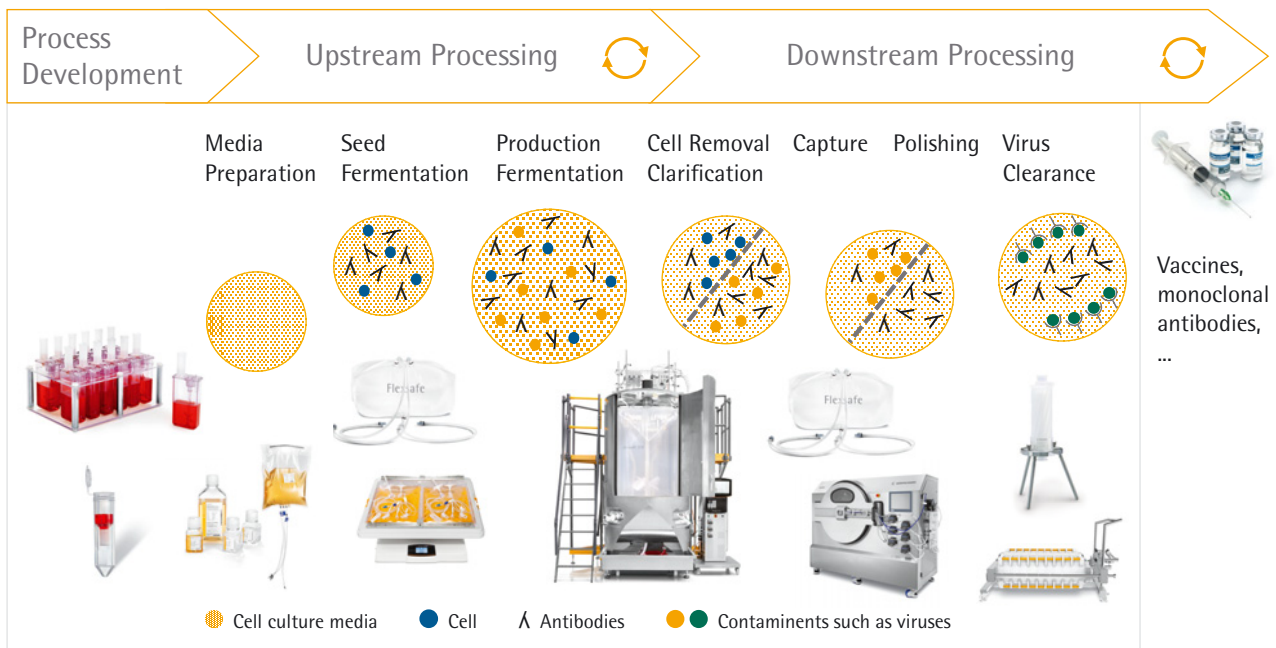 Process
Development
Upstream Processing
Downstream Processing
Media
Preparation
Seed
Fermentation
Production
Fermentation
Cell Removal
Clarification
Capture
Polishing
Virus
Clearance
Vaccines,
monoclonal
antibodies,
...
Flexsafe
Flexsafe
Cell culture media
Cell
Antibodies
Contaminents such as viruses